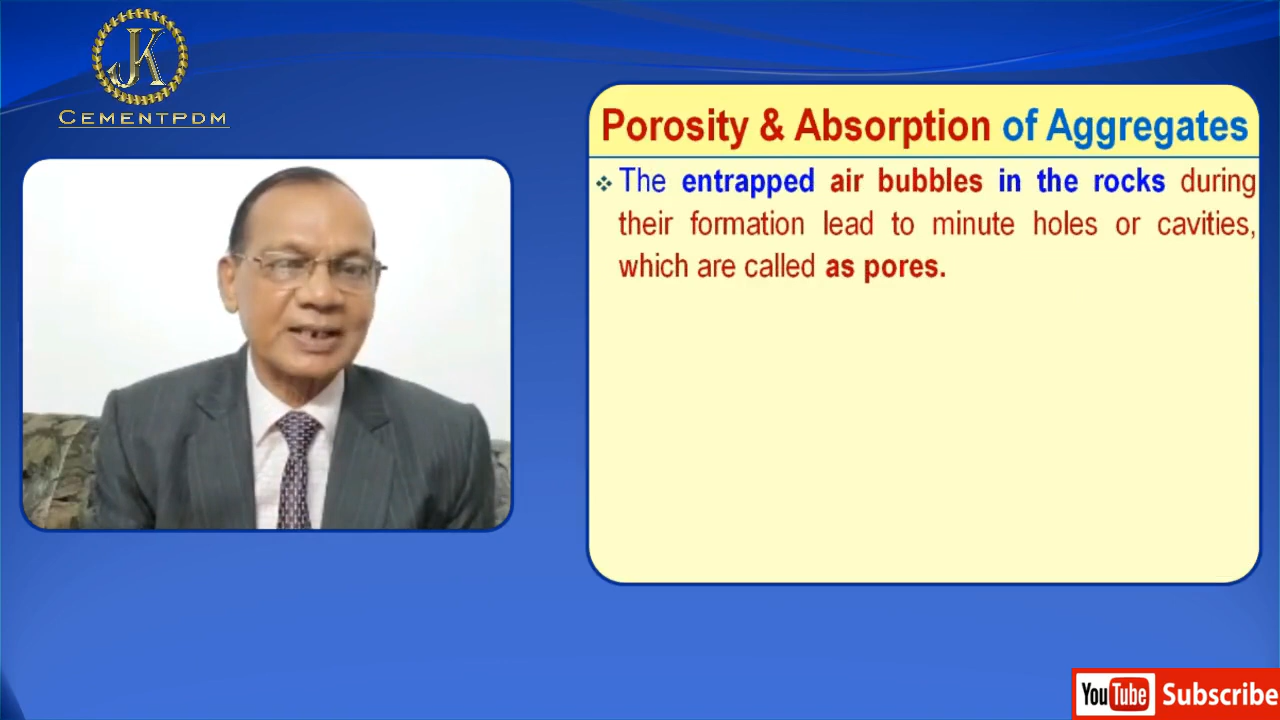 JK
CEMENTPDM
Porosity & Absorption of Aggregates
❖ The entrapped air bubbles in the rocks during
their formation lead to minute holes or cavities,
which are called as pores.
YouTube Subscribe